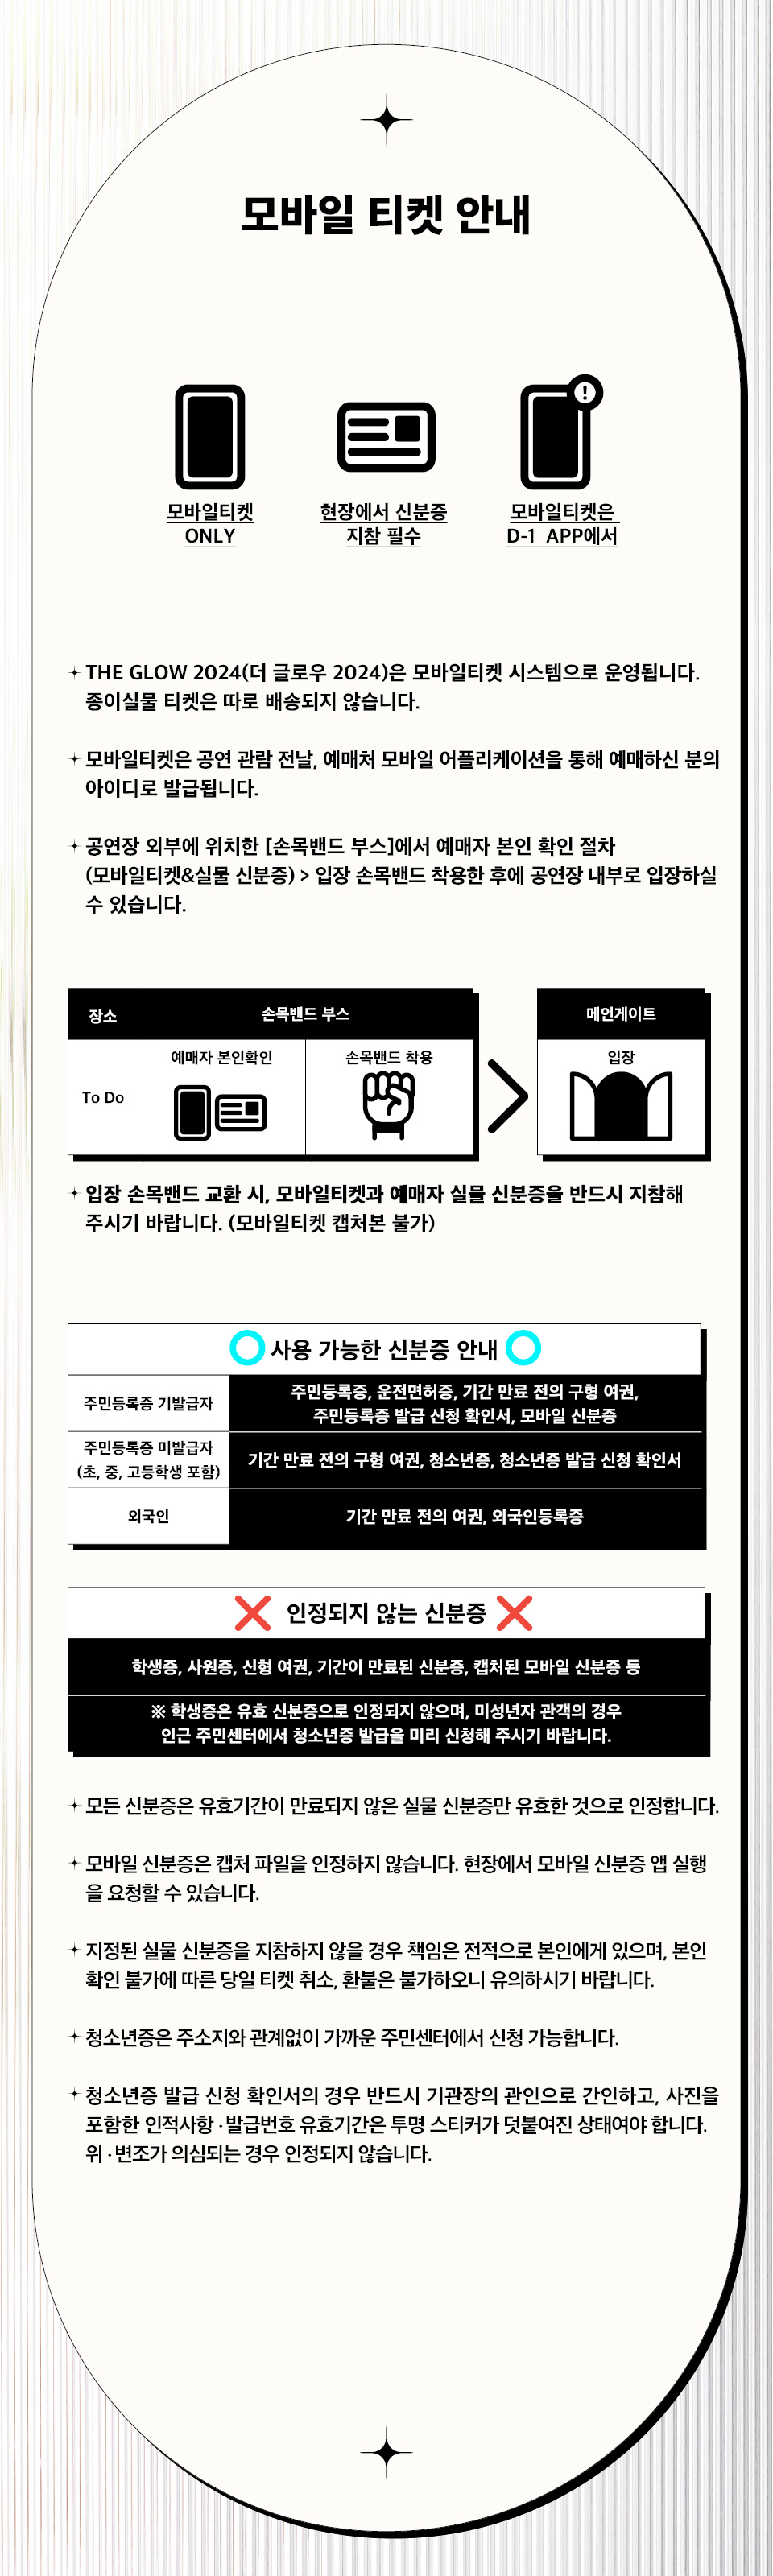 모바일 티켓 안내
모바일티켓
ONLY
현장에서 신분증
지참 필수
!
모바일티켓은
D-1 APP에서
THE GLOW 2024(더 글로우 2024)은 모바일티켓 시스템으로 운영됩니다.
종이실물 티켓은 따로 배송되지 않습니다.
모바일티켓은 공연 관람 전날, 예매처 모바일 어플리케이션을 통해 예매하신 분의
아이디로 발급됩니다.
공연장 외부에 위치한 [손목밴드 부스]에서 예매자 본인 확인 절차
(모바일티켓&실물 신분증) > 입장 손목밴드 착용한 후에 공연장 내부로 입장하실
수 있습니다.
장소
손목밴드 부스
메인게이트
To Do
예매자 본인확인
손목밴드 착용
입장
입장 손목밴드 교환 시, 모바일티켓과 예매자 실물 신분증을 반드시 지참해
주시기 바랍니다. (모바일티켓 캡처본 불가)
사용 가능한 신분증 안내
주민등록증 기발급자
주민등록증, 운전면허증, 기간 만료 전의 구형 여권,
주민등록증 발급 신청 확인서, 모바일 신분증
주민등록증 미발급자
(초, 중, 고등학생 포함)
기간 만료 전의 구형 여권, 청소년증, 청소년증 발급 신청 확인서
외국인
기간 만료 전의 여권, 외국인등록증
인정되지 않는 신분증
학생증, 사원증, 신형 여권, 기간이 만료된 신분증, 캡처된 모바일 신분증 등
※ 학생증은 유효 신분증으로 인정되지 않으며, 미성년자 관객의 경우
인근 주민센터에서 청소년증 발급을 미리 신청해 주시기 바랍니다.
모든 신분증은 유효기간이 만료되지 않은 실물 신분증만 유효한 것으로 인정합니다.
모바일 신분증은 캡처 파일을 인정하지 않습니다. 현장에서 모바일 신분증 앱 실행
을 요청할 수 있습니다.
지정된 실물 신분증을 지참하지 않을 경우 책임은 전적으로 본인에게 있으며, 본인
확인 불가에 따른 당일 티켓 취소, 환불은 불가하오니 유의하시기 바랍니다.
청소년증은 주소지와 관계없이 가까운 주민센터에서 신청 가능합니다.
청소년증 발급 신청 확인서의 경우 반드시 기관장의 관인으로 간인하고, 사진을
포함한 인적사항·발급번호 유효기간은 투명 스티커가 덧붙여진 상태여야 합니다.
위·변조가 의심되는 경우 인정되지 않습니다.